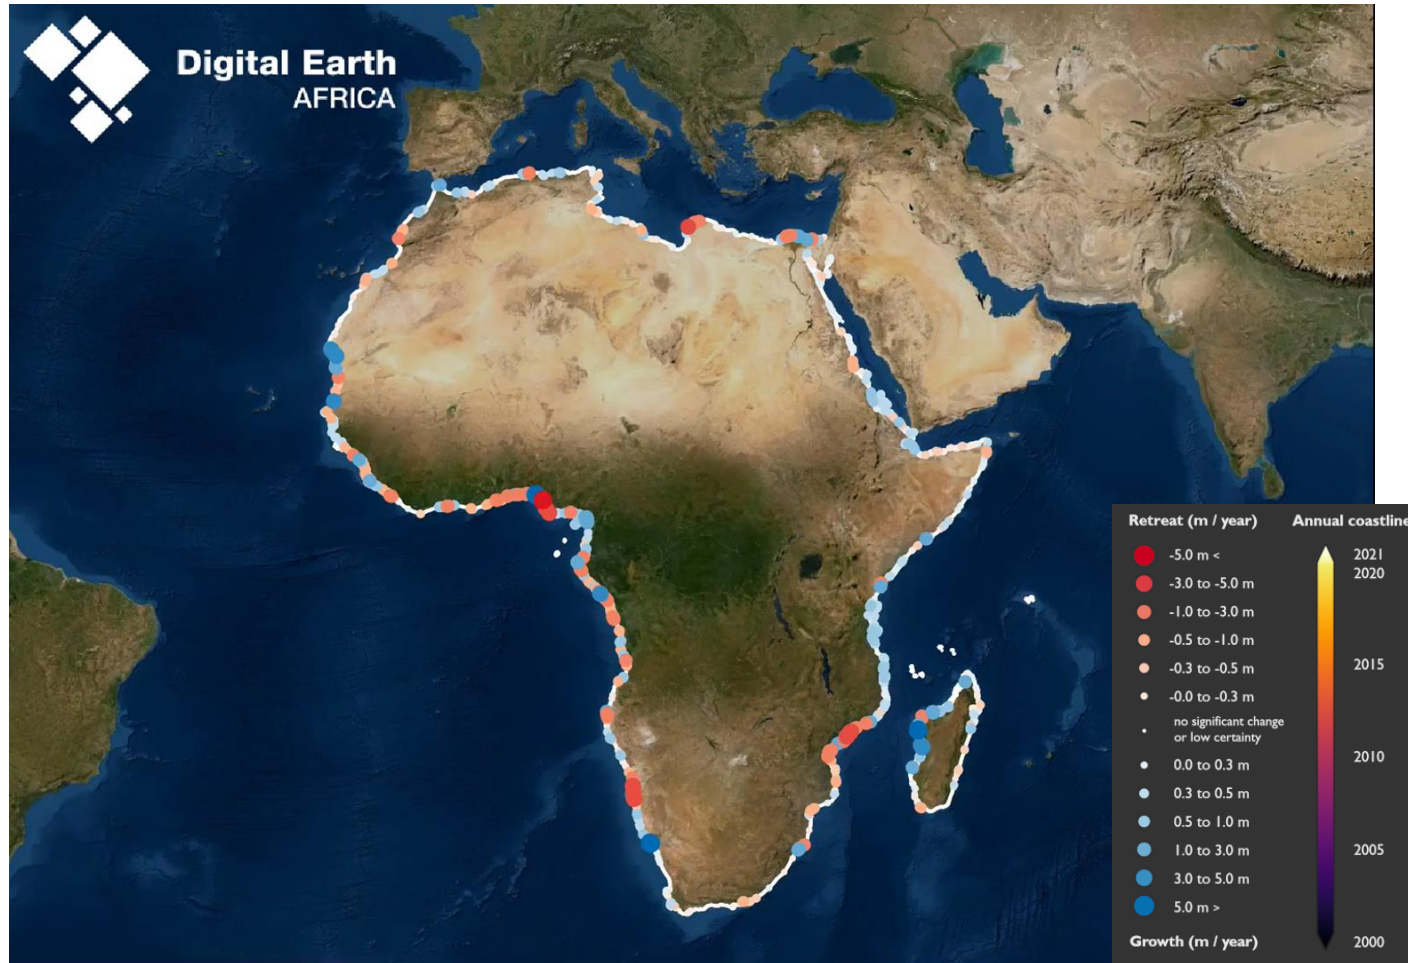 Digital Earth
AFRICA
Retreat (m / year)
-5.0 m <
-3.0 to -5.0 m
-1.0 to -3.0 m
-0.5 to -1.0 m
-0.3 to -0.5 m
-0.0 to -0.3 m
no significant change
or low certainty
0.0 to 0.3 m
0.3 to 0.5 m
0.5 to 1.0 m
1.0 to 3.0 m
3.0 to 5.0 m
5.0 m >
Growth (m / year)
Annual coastline
2021
2020
2015
2010
2005
2000